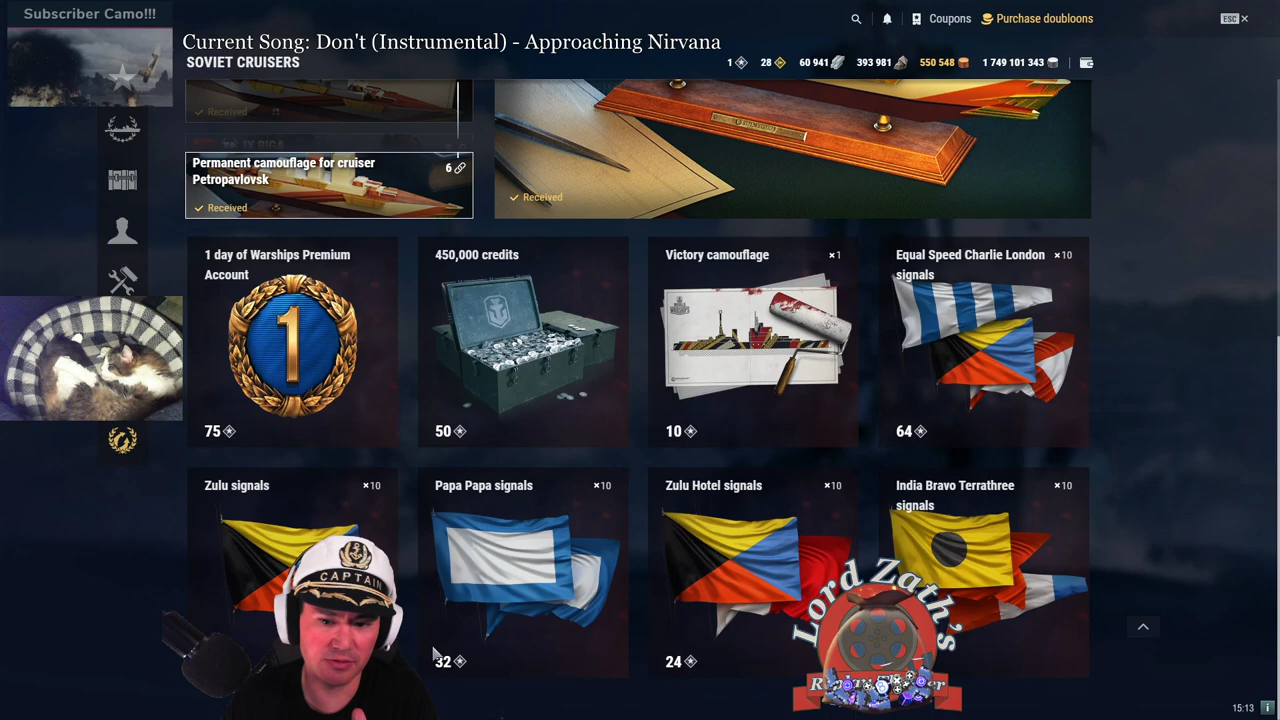 Subscriber Camo!!!
Coupons
Purchase doubloons
ESC ×
Current Song: Don't (Instrumental) - Approaching Nirvana
SOVIET CRUISERS
1
28
60 941
393 981
550 548
1 749 101 343
Received
Permanent camouflage for cruiser
Petropavlovsk
6
Received
Received
1 day of Warships Premium
Account
75
450,000 credits
50
Victory camouflage
×1
10
Equal Speed Charlie London
signals
×10
64
Zulu signals
×10
Papa Papa signals
×10
32
Zulu Hotel signals
×10
24
India Bravo Terrathree
signals
×10
CAPTAIN
Lord Zath's
15:13